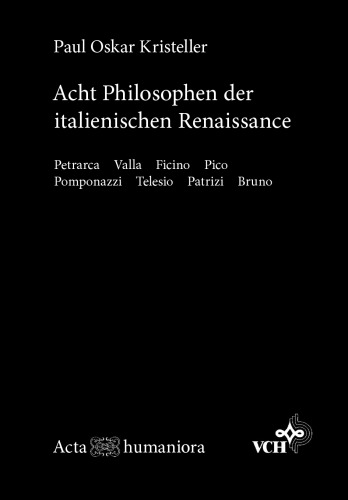 Paul Oskar Kristeller
Acht Philosophen der
italienischen Renaissance
Petrarca Valla Ficino Pico
Pomponazzi Telesio Patrizi Bruno
Acta humaniora VCH